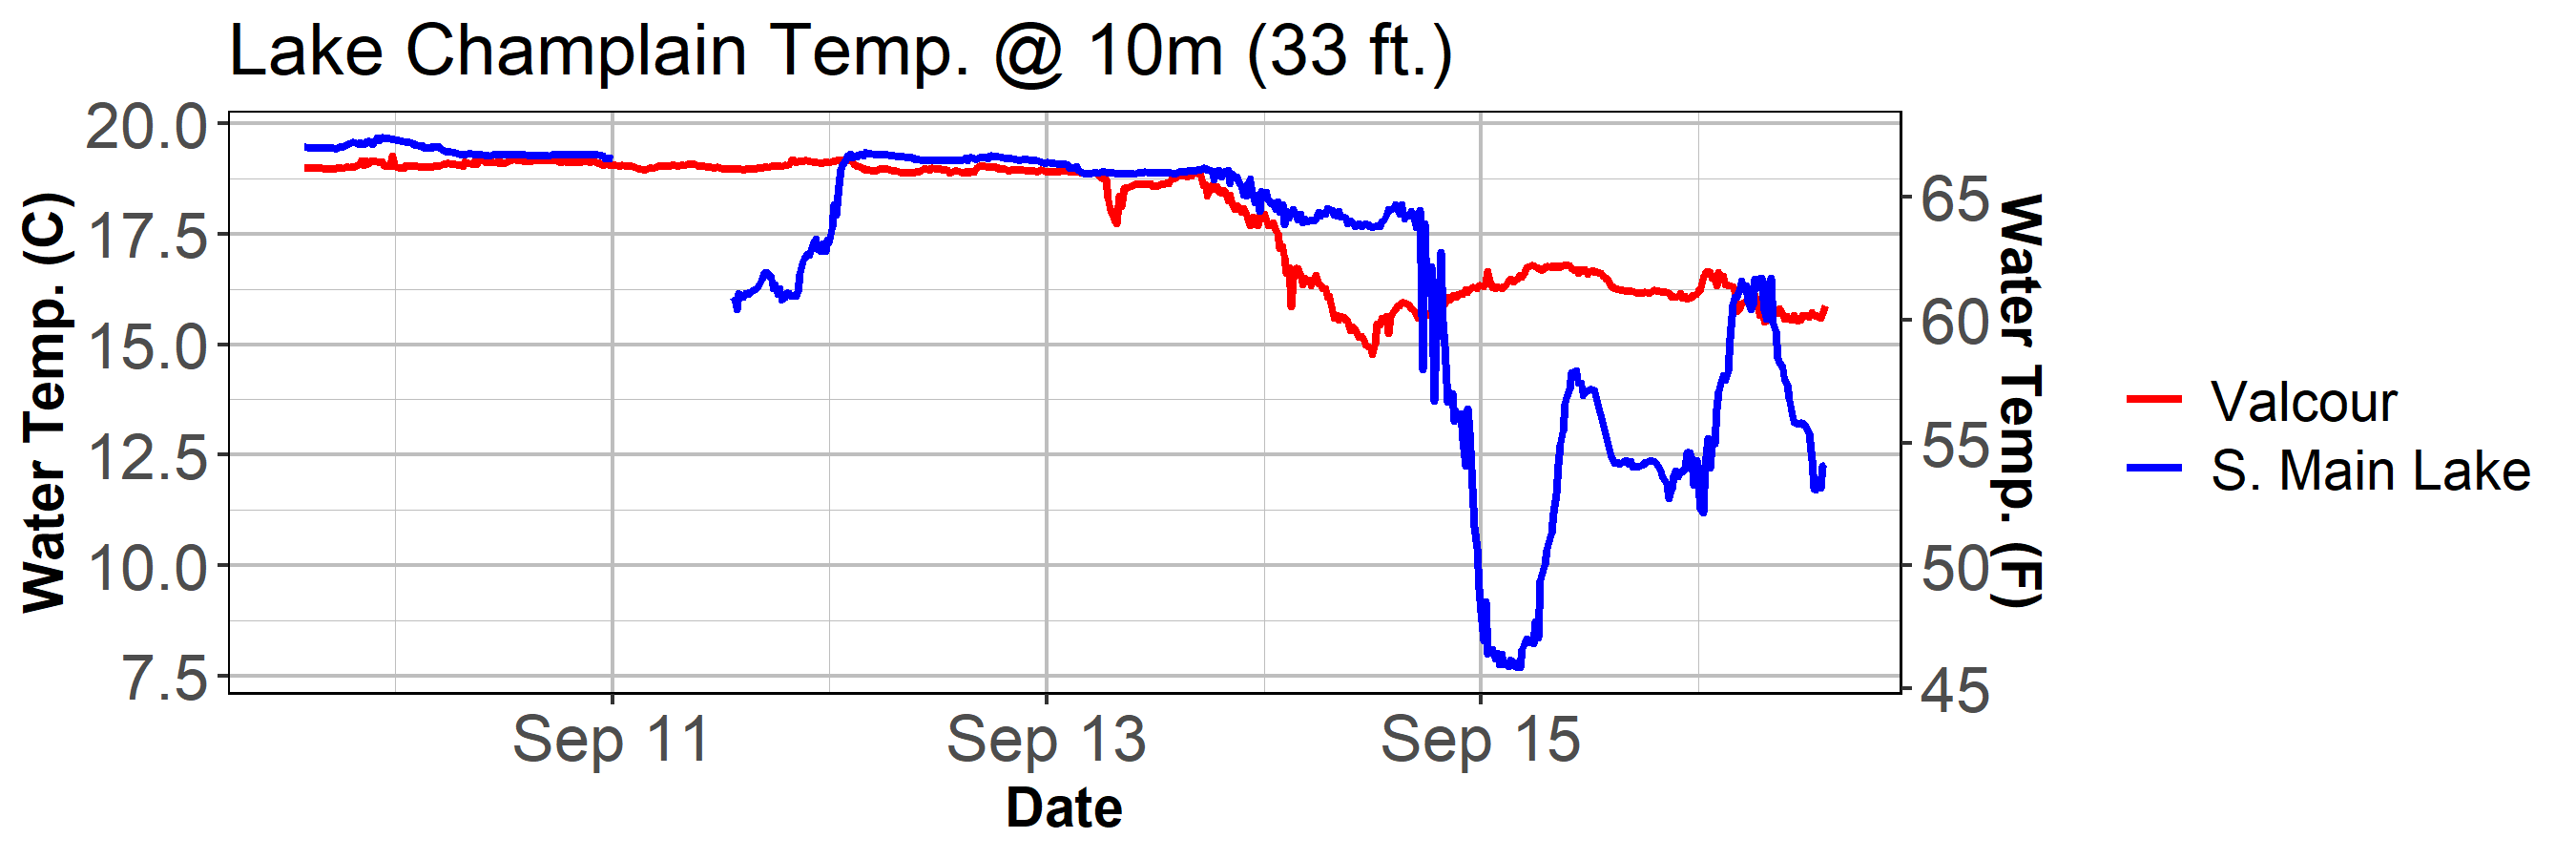 Lake Champlain Temp. @ 10m (33 ft.)
Water Temp. (C)
20.0
17.5
15.0
12.5
10.0
7.5
65
60
55
50
45
Water Temp. (F)
Sep 11
Sep 13
Sep 15
Date
Valcour
S. Main Lake